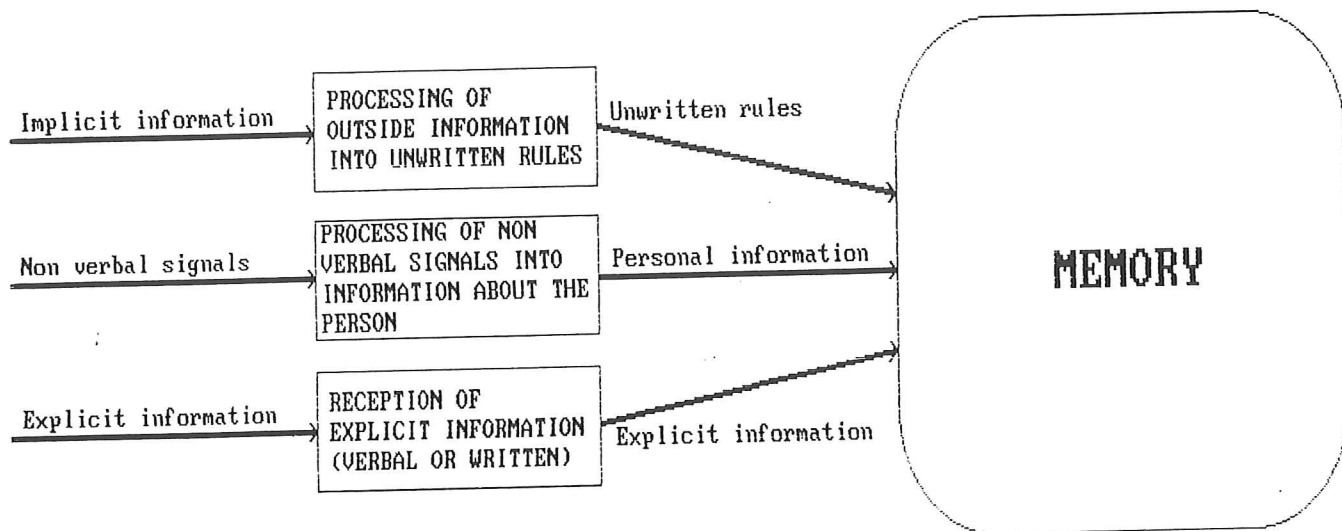 Implicit information
PROCESSING OF
OUTSIDE INFORMATION
INTO UNWRITTEN RULES
Unwritten rules
Non verbal signals
PROCESSING OF NON
VERBAL SIGNALS INTO
INFORMATION ABOUT THE
PERSON
Personal information
Explicit information
RECEPTION OF
EXPLICIT INFORMATION
(VERBAL OR WRITTEN)
Explicit information
MEMORY